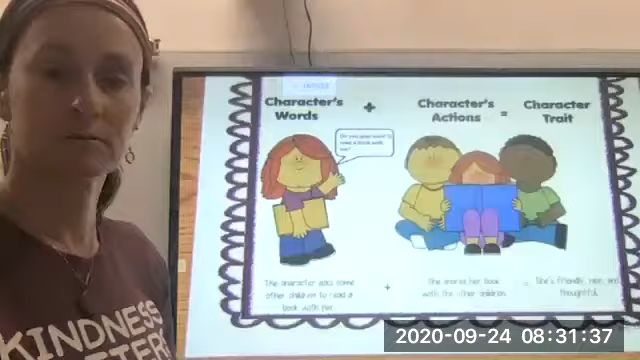 Character's
Words
+
Character's
Actions
=
Character
Trait
Do you guys want to
read a book with
me?
The character asks some
other children to read a
book with her.
+
She shares her book
with the other children.
=
She's friendly, nice, and
thoughtful.
KINDNESS
2020-09-24 08:31:37